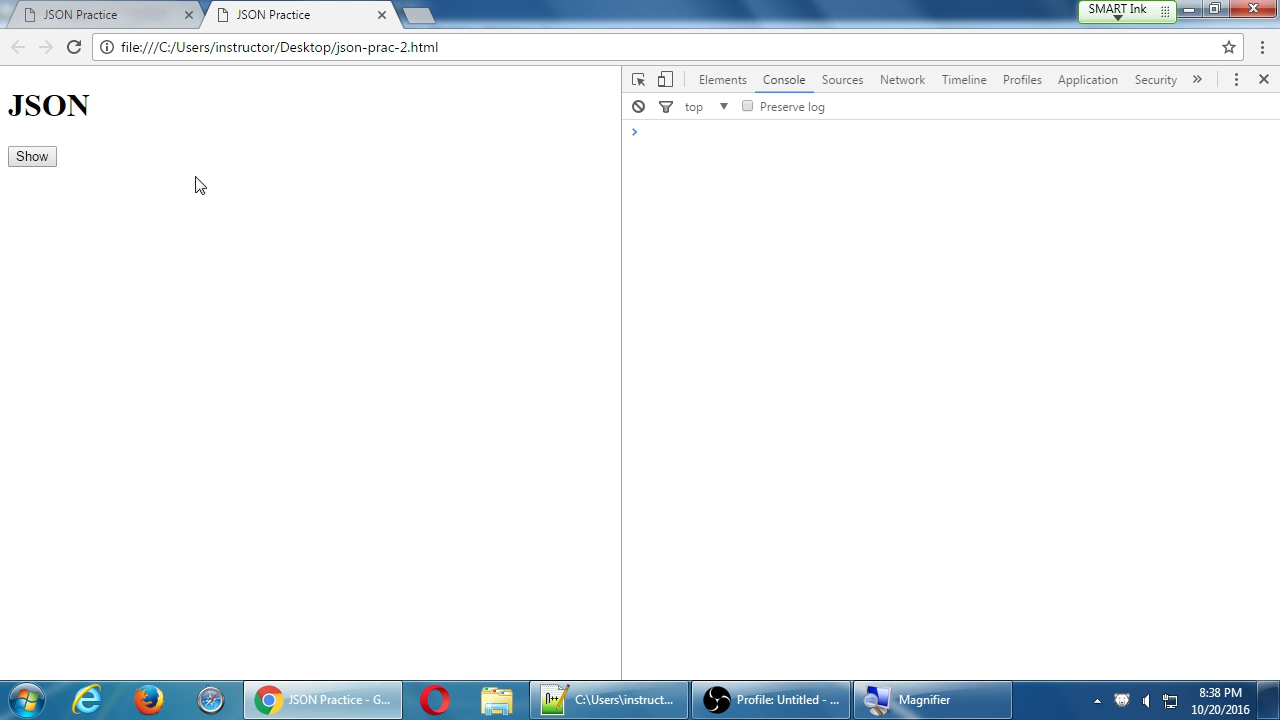 JSON Practice
JSON Practice
SMART Ink
file:///C:/Users/instructor/Desktop/json-prac-2.html
Elements Console Sources Network Timeline Profiles Application Security »
top Preserve log
JSON
Show
JSON Practice - G...
C:\Users\instruct...
Profile: Untitled - ...
Magnifier
8:38 PM
10/20/2016